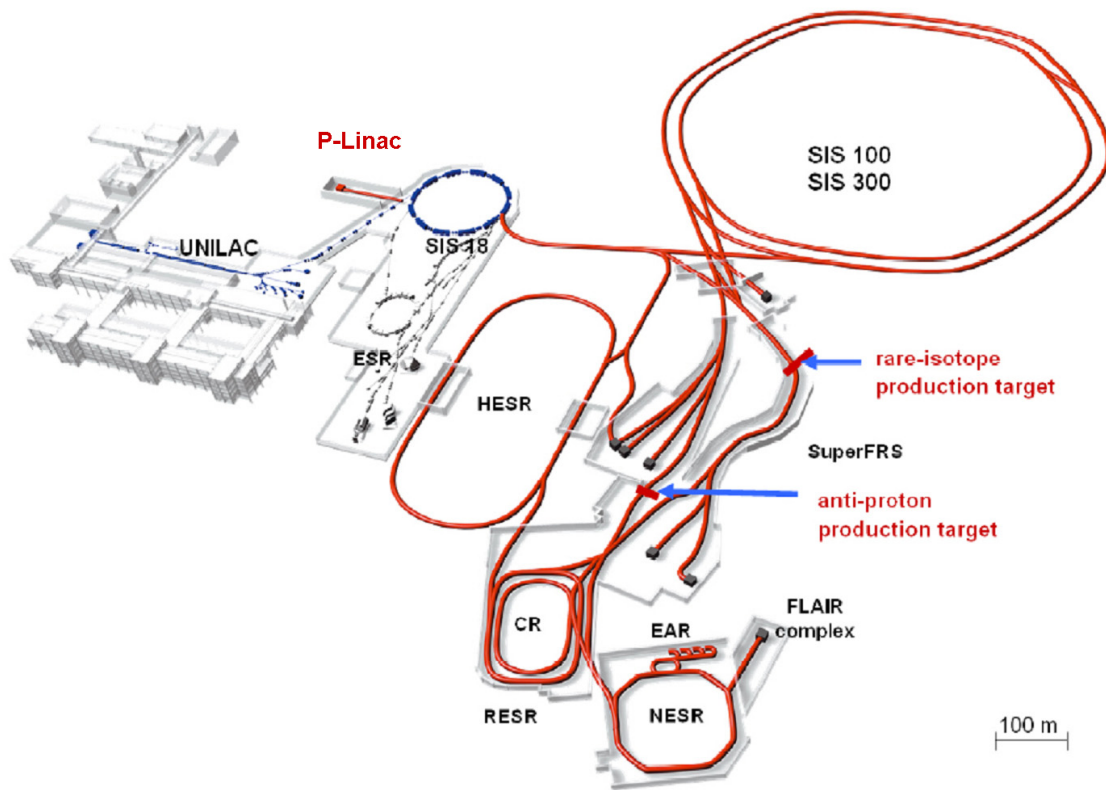 P-Linac
SIS 100
SIS 300
UNILAC
SIS 18
ESR
HESR
rare-isotope
production target
SuperFRS
anti-proton
production target
CR
EAR
FLAIR
complex
RESR
NESR
100 m